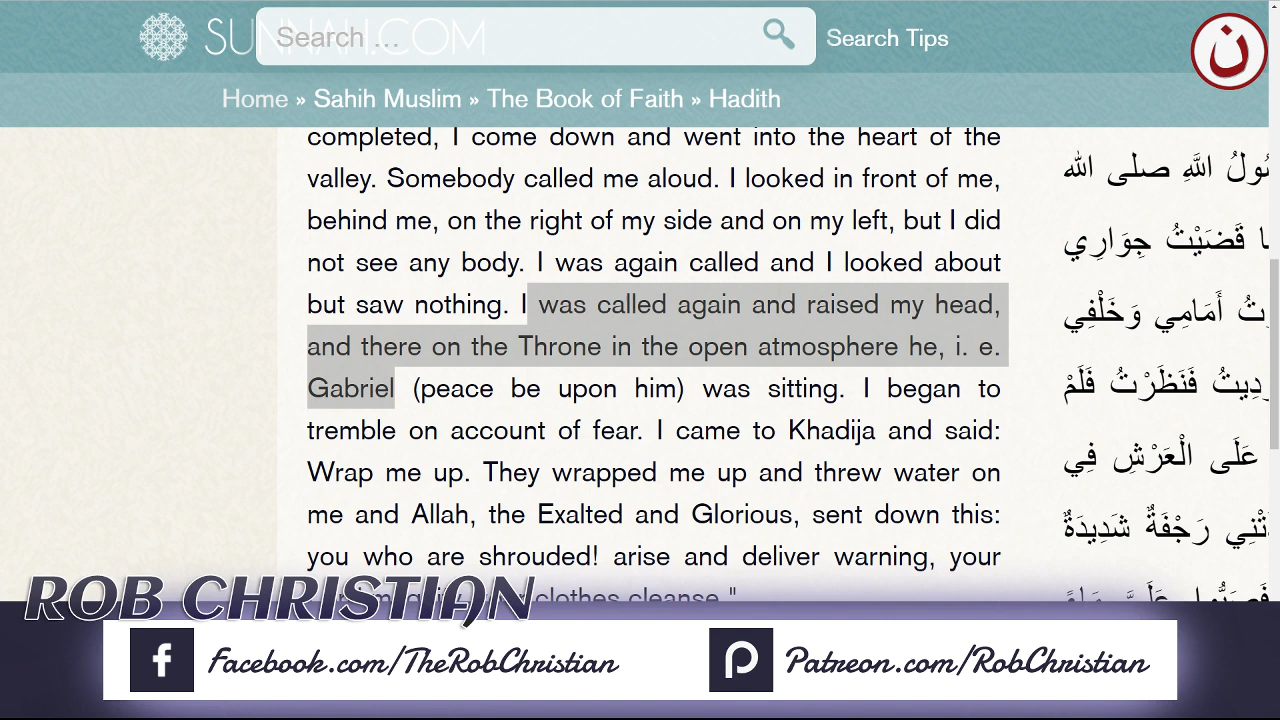 SUNNAH.COM
Search ...
Search Tips
ن
Home » Sahih Muslim » The Book of Faith » Hadith
completed, I come down and went into the heart of the
valley. Somebody called me aloud. I looked in front of me,
behind me, on the right of my side and on my left, but I did
not see any body. I was again called and I looked about
but saw nothing. I was called again and raised my head,
and there on the Throne in the open atmosphere he, i. e.
Gabriel (peace be upon him) was sitting. I began to
tremble on account of fear. I came to Khadija and said:
Wrap me up. They wrapped me up and threw water on
me and Allah, the Exalted and Glorious, sent down this:
you who are shrouded! arise and deliver warning, your
clothes cleanse."
اللَّهِ صلى الله
قَضَيْتُ جِوَارِي
أَمَامِي وَخَلْفِي
فَنَظَرْتُ فَلَمْ
عَلَى الْعَرْشِ فِي
رَجْفَةٌ شَدِيدَةٌ
ROB CHRISTIAN
Facebook.com/TheRobChristian
Patreon.com/RobChristian